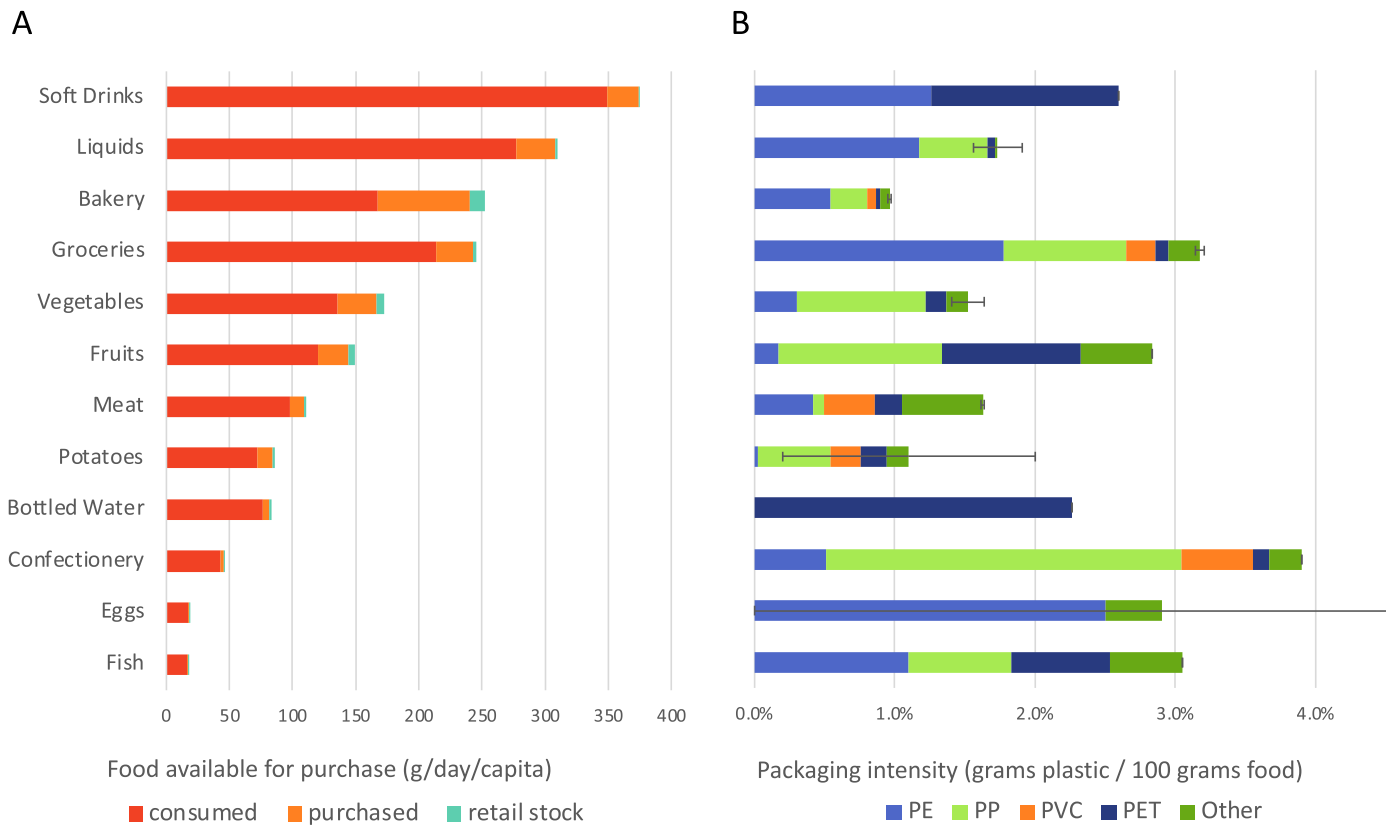 A
B
Soft Drinks
Liquids
Bakery
Groceries
Vegetables
Fruits
Meat
Potatoes
Bottled Water
Confectionery
Eggs
Fish
0 50 100 150 200 250 300 350 400
0.0% 1.0% 2.0% 3.0% 4.0%
Food available for purchase (g/day/capita)
Packaging intensity (grams plastic / 100 grams food)
consumed purchased retail stock
PE PP PVC PET Other